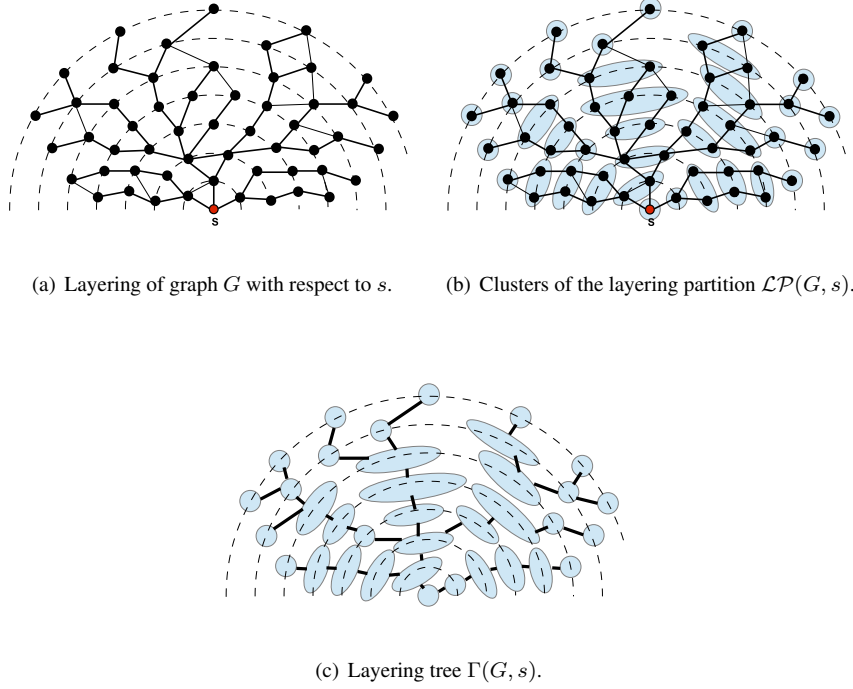 s
s
(a) Layering of graph G with respect to s.
(b) Clusters of the layering partition LP(G, s).
(c) Layering tree Γ(G, s).